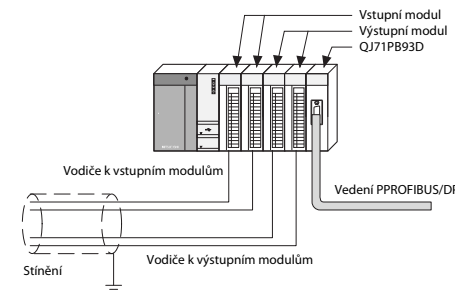 Vstupní modul
Výstupní modul
QJ71PB93D
Vodiče k vstupním modulům
Vedení PPROFIBUS/DP
Vodiče k výstupním modulům
Stínění